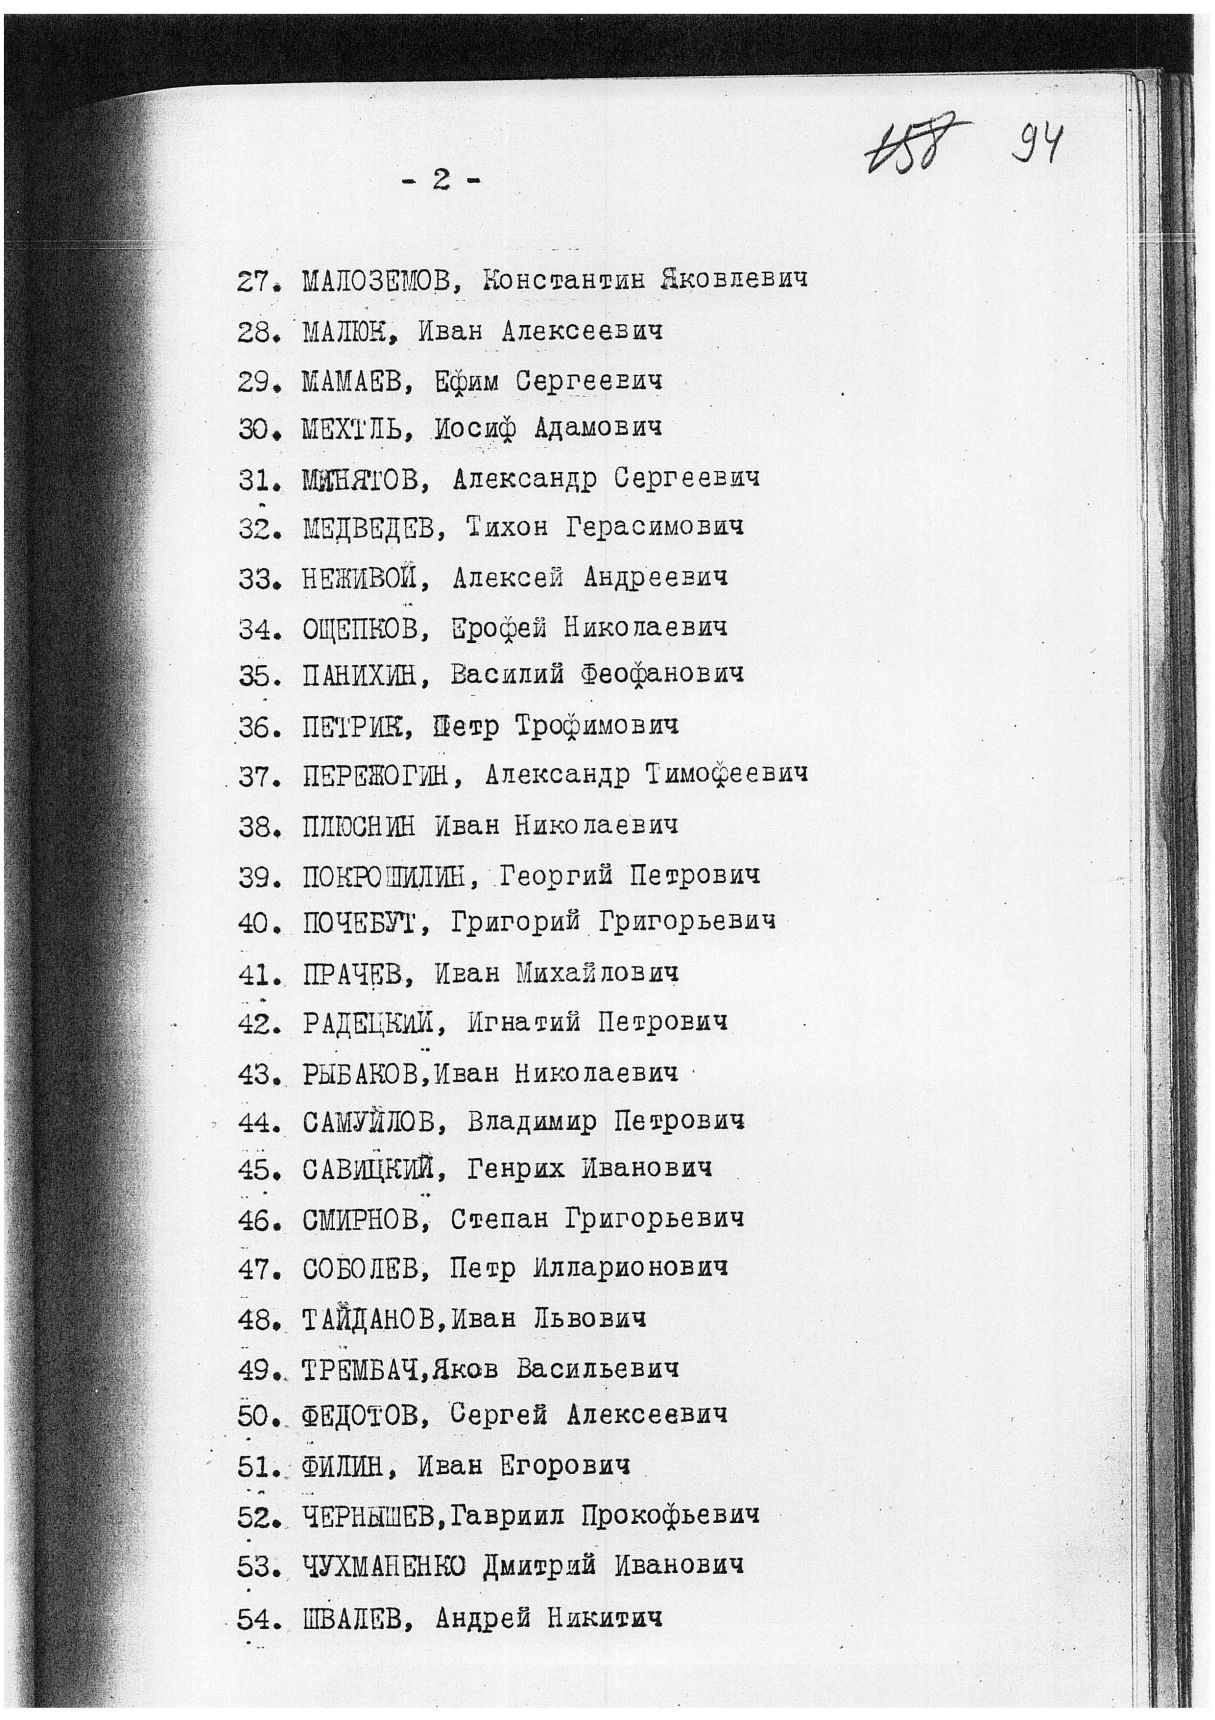 158 94
- 2 -
27. МАЛОЗЕМОВ, Константин Яковлевич
28. МАЛЮК, Иван Алексеевич
29. МАМАЕВ, Ефим Сергеевич
30. МЕХТЛЬ, Иосиф Адамович
31. МИНЯТОВ, Александр Сергеевич
32. МЕДВЕДЕВ, Тихон Герасимович
33. НЕЖИВОЙ, Алексей Андреевич
34. ОЩЕПКОВ, Ерофей Николаевич
35. ПАНИХИН, Василий Феофанович
36. ПЕТРИК, Петр Трофимович
37. ПЕРЕЖОГИН, Александр Тимофеевич
38. ПЛЮСНИН Иван Николаевич
39. ПОКРОШИЛИН, Георгий Петрович
40. ПОЧЕБУТ, Григорий Григорьевич
41. ПРАЧЕВ, Иван Михайлович
42. РАДЕЦКИЙ, Игнатий Петрович
43. РЫБАКОВ,Иван Николаевич
44. САМУЙЛОВ, Владимир Петрович
45. САВИЦКИЙ, Генрих Иванович
46. СМИРНОВ, Степан Григорьевич
47. СОБОЛЕВ, Петр Илларионович
48. ТАЙДАНОВ,Иван Львович
49. ТРЕМБАЧ,Яков Васильевич
50. ФЕДОТОВ, Сергей Алексеевич
51. ФИЛИН, Иван Егорович
52. ЧЕРНЫШЕВ,Гавриил Прокофьевич
53. ЧУХМАНЕНКО Дмитрий Иванович
54. ШВАЛЕВ, Андрей Никитич